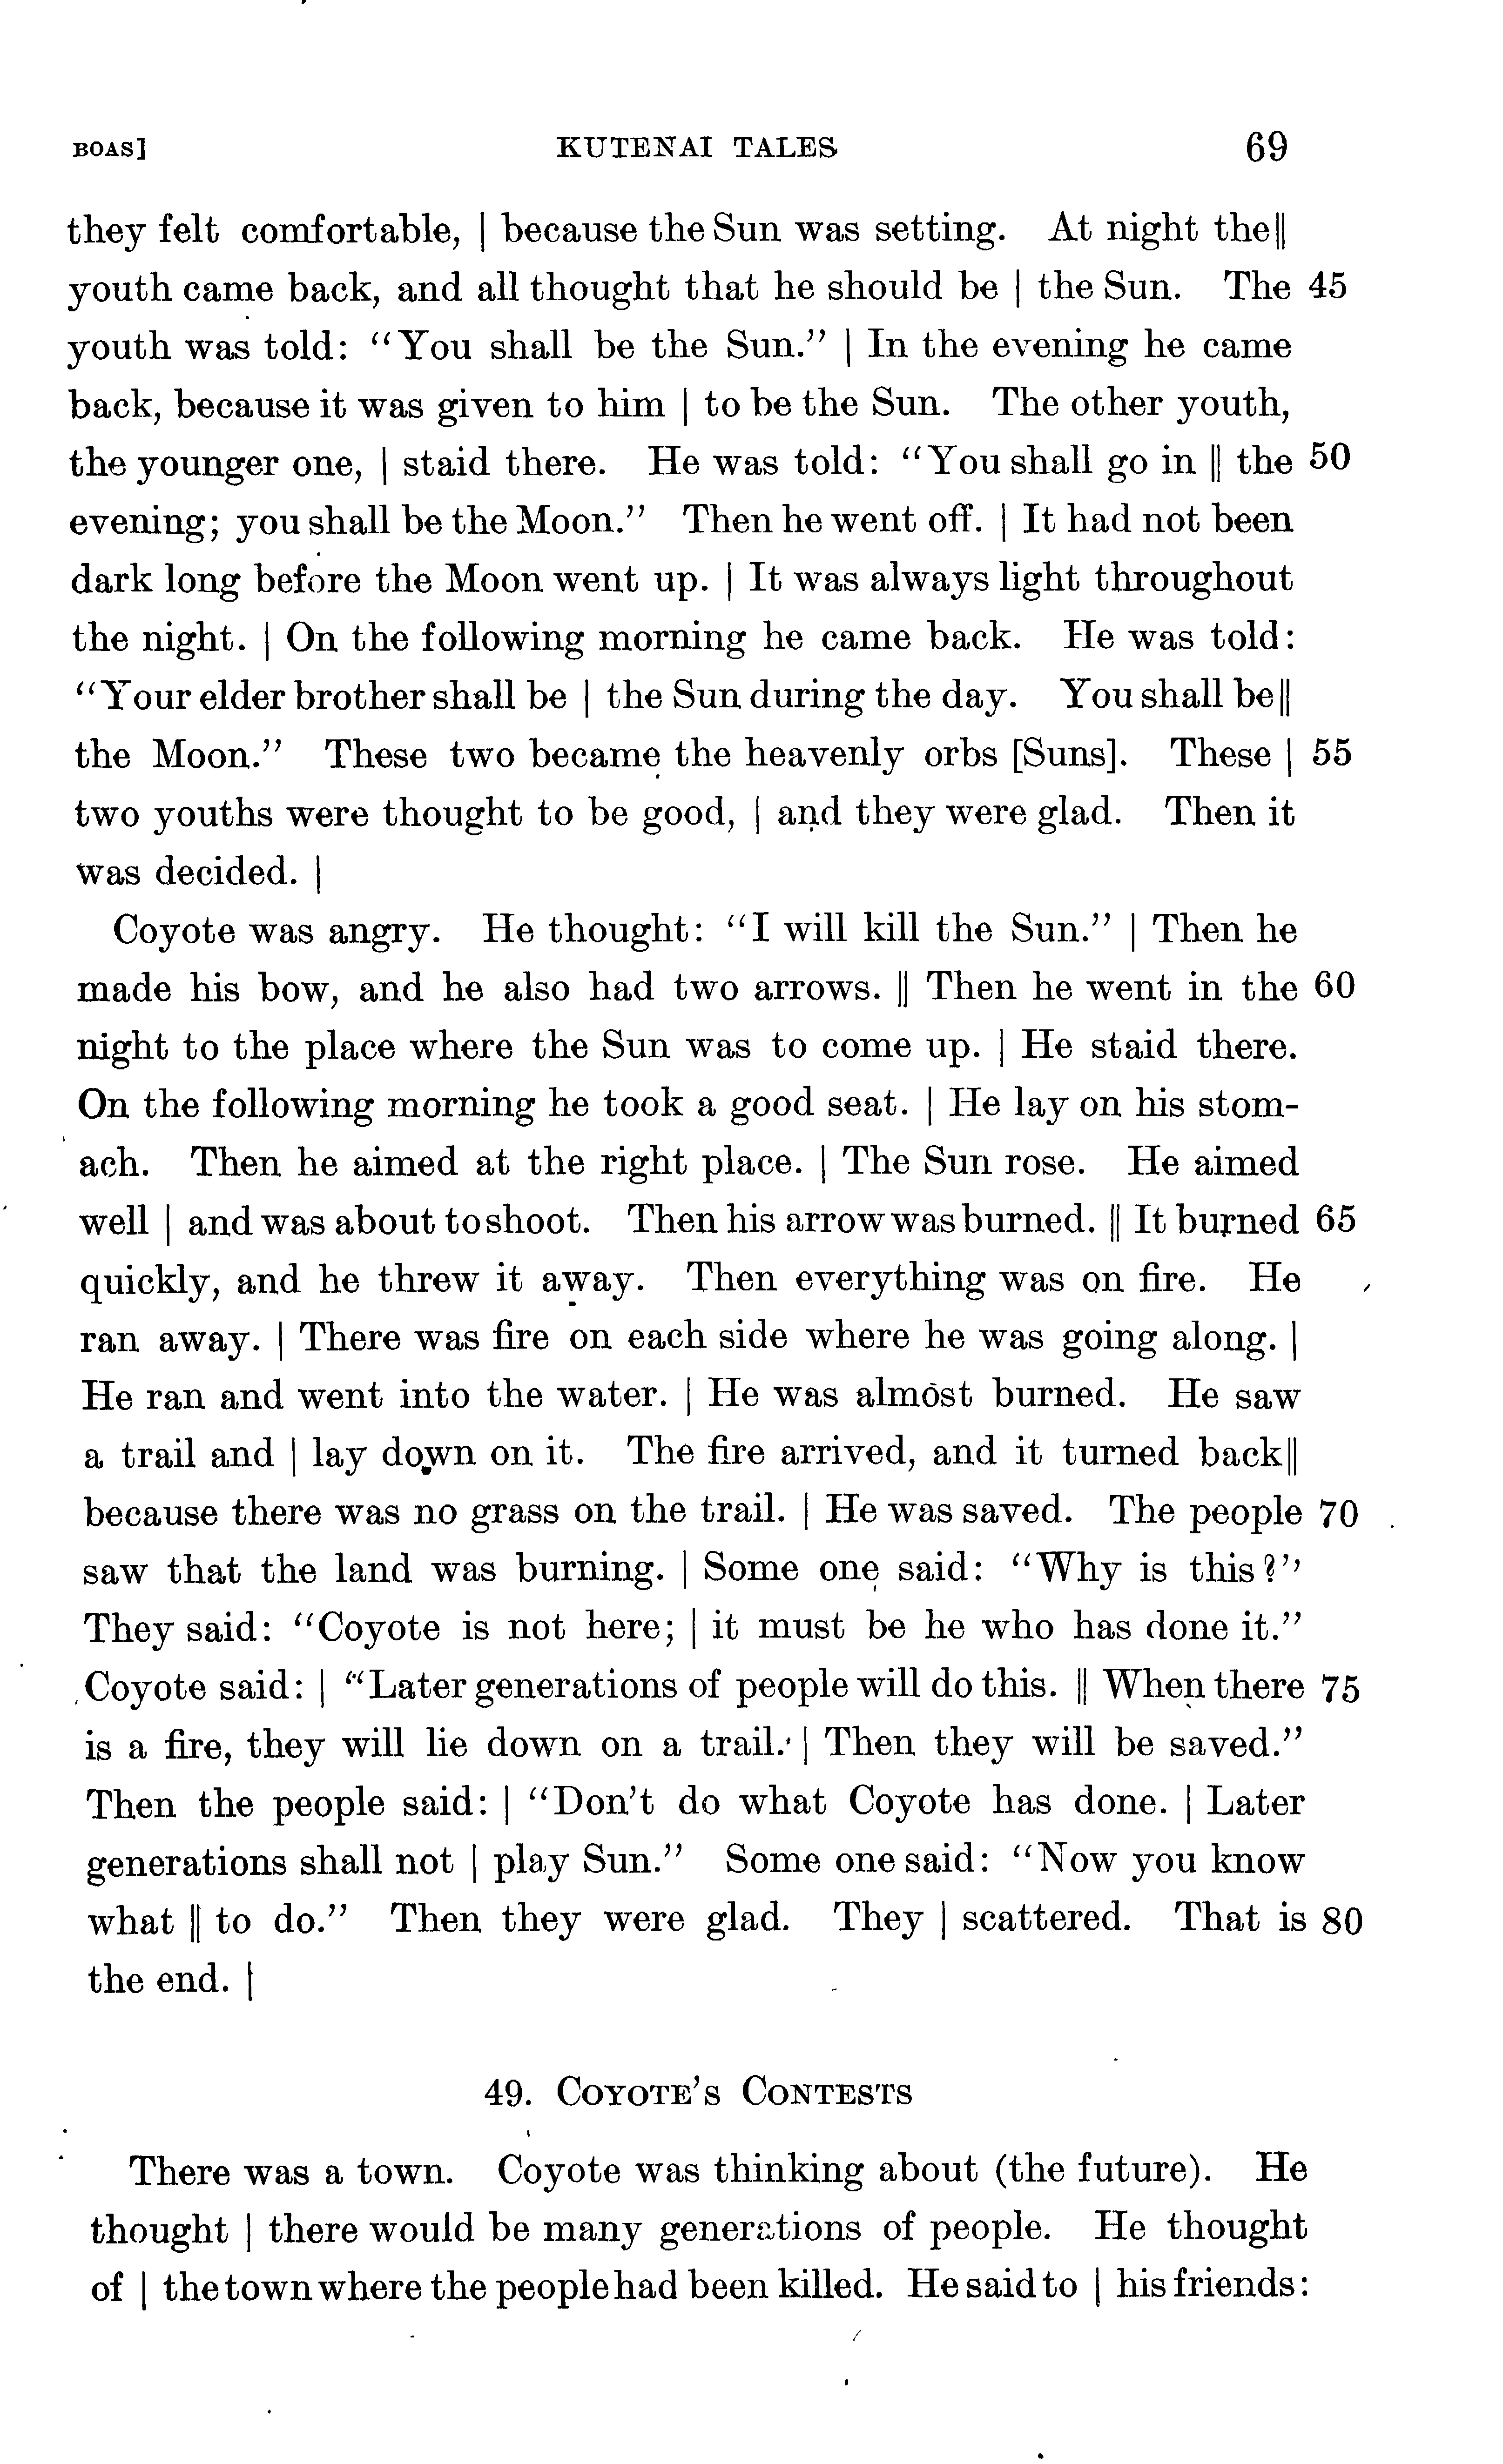 BOAS] KUTENAI TALES 69
they felt comfortable, | because the Sun was setting. At night the ||
youth came back, and all thought that he should be | the Sun. The 45
youth was told: “You shall be the Sun.” | In the evening he came
back, because it was given to him | to be the Sun. The other youth,
the younger one, | staid there. He was told: “You shall go in || the 50
evening; you shall be the Moon.” Then he went off. | It had not been
dark long before the Moon went up. | It was always light throughout
the night. | On the following morning he came back. He was told:
“Your elder brother shall be | the Sun during the day. You shall be ||
the Moon.” These two became the heavenly orbs [Suns]. These | 55
two youths were thought to be good, | and they were glad. Then it
was decided. |
Coyote was angry. He thought: “I will kill the Sun.” | Then he
made his bow, and he also had two arrows. || Then he went in the 60
night to the place where the Sun was to come up. | He staid there.
On the following morning he took a good seat. | He lay on his stom-
ach. Then he aimed at the right place. | The Sun rose. He aimed
well | and was about to shoot. Then his arrow was burned. || It burned 65
quickly, and he threw it away. Then everything was on fire. He
ran away. | There was fire on each side where he was going along. |
He ran and went into the water. | He was almost burned. He saw
a trail and | lay down on it. The fire arrived, and it turned back ||
because there was no grass on the trail. | He was saved. The people 70
saw that the land was burning. | Some one said: “Why is this?”
They said: “Coyote is not here; | it must be he who has done it.”
Coyote said: | “Later generations of people will do this. || When there 75
is a fire, they will lie down on a trail. | Then they will be saved.”
Then the people said: | “Don't do what Coyote has done. | Later
generations shall not | play Sun.” Some one said: “Now you know
what || to do.” Then they were glad. They | scattered. That is 80
the end. |
49. COYOTE'S CONTESTS
There was a town. Coyote was thinking about (the future). He
thought | there would be many generations of people. He thought
of | the town where the people had been killed. He said to | his friends: